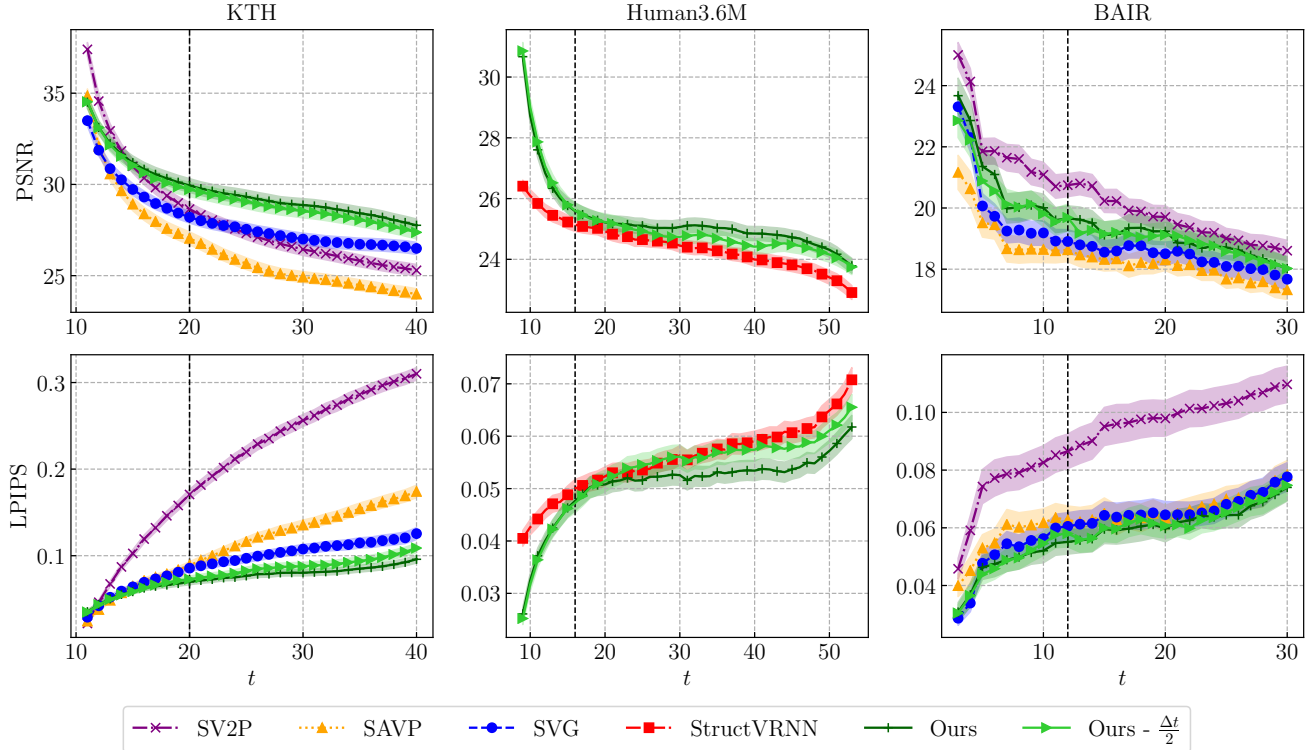 KTH Human3.6M BAIR
PSNR
35
30
25
10 20 30 40
30
28
26
24
10 20 30 40 50
24
22
20
18
10 20 30
LPIPS
0.3
0.2
0.1
10 20 30 40
t
0.07
0.06
0.05
0.04
0.03
10 20 30 40 50
t
0.10
0.08
0.06
0.04
10 20 30
t
SV2P SAVP SVG StructVRNN Ours Ours - Δt/2